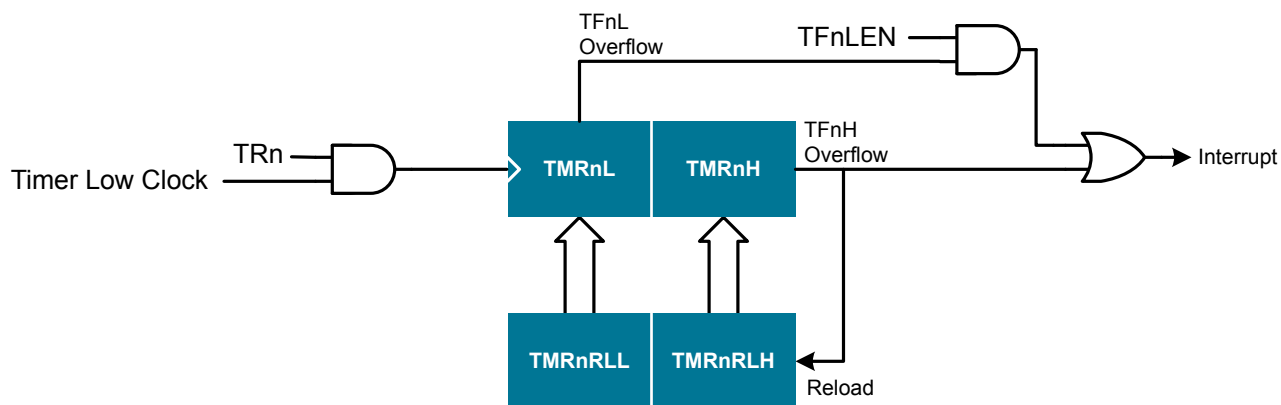 TFnL
Overflow
TFnLEN
TRn
Timer Low Clock
TMRnL
TMRnH
TFnH
Overflow
Interrupt
TMRnRLL
TMRnRLH
Reload